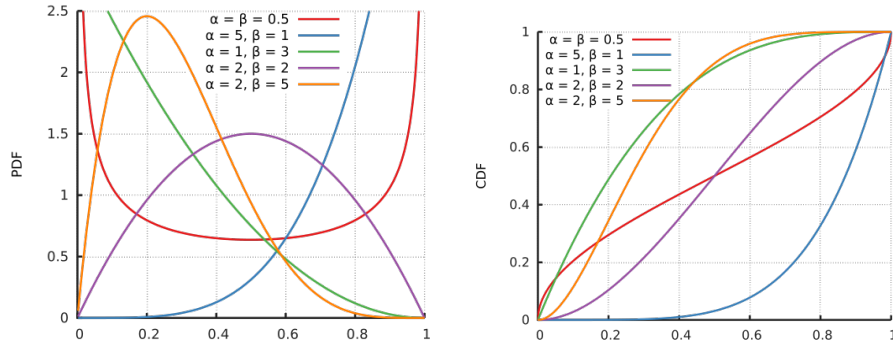 2.5
2
1.5
1
0.5
0
0.2
0.4
0.6
0.8
1
PDF
α = β = 0.5
α = 5, β = 1
α = 1, β = 3
α = 2, β = 2
α = 2, β = 5
1
0.8
0.6
0.4
0.2
0
0
0.2
0.4
0.6
0.8
1
CDF
α = β = 0.5
α = 5, β = 1
α = 1, β = 3
α = 2, β = 2
α = 2, β = 5